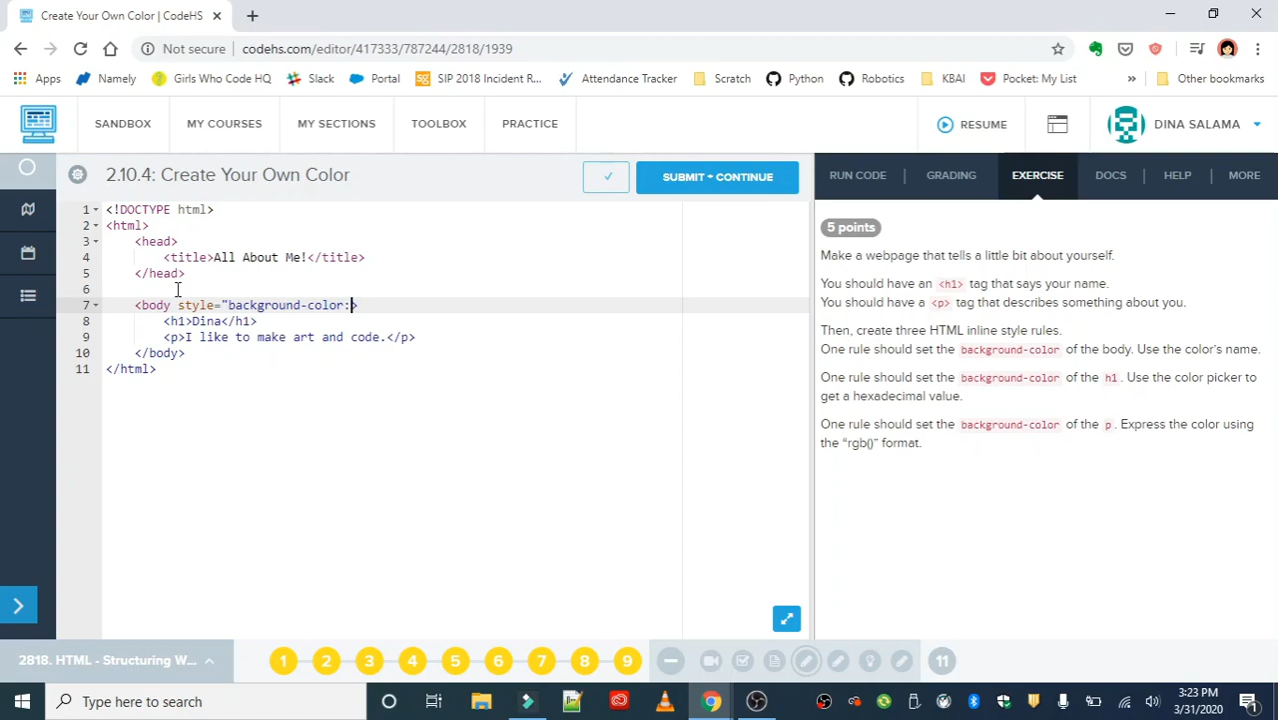 Create Your Own Color | CodeHS
Not secure | codehs.com/editor/417333/787244/2818/1939
Apps Namely Girls Who Code HQ Slack Portal SIP 2018 Incident R... Attendance Tracker Scratch Python Robotics KBAI Pocket: My List » Other bookmarks
SANDBOX MY COURSES MY SECTIONS TOOLBOX PRACTICE RESUME DINA SALAMA
2.10.4: Create Your Own Color SUBMIT + CONTINUE RUN CODE GRADING EXERCISE DOCS HELP MORE
1 <!DOCTYPE html>
2 <html>
3 <head>
4 <title>All About Me!</title>
5 </head>
6
7 <body style="background-color:>
8 <h1>Dina</h1>
9 <p>I like to make art and code.</p>
10 </body>
11 </html>
5 points
Make a webpage that tells a little bit about yourself.
You should have an <h1> tag that says your name.
You should have a <p> tag that describes something about you.
Then, create three HTML inline style rules.
One rule should set the background-color of the body. Use the color's name.
One rule should set the background-color of the h1 . Use the color picker to
get a hexadecimal value.
One rule should set the background-color of the p . Express the color using
the “rgb()” format.
2818. HTML - Structuring W... 1 2 3 4 5 6 7 8 9 11
Type here to search
3:23 PM
3/31/2020
1